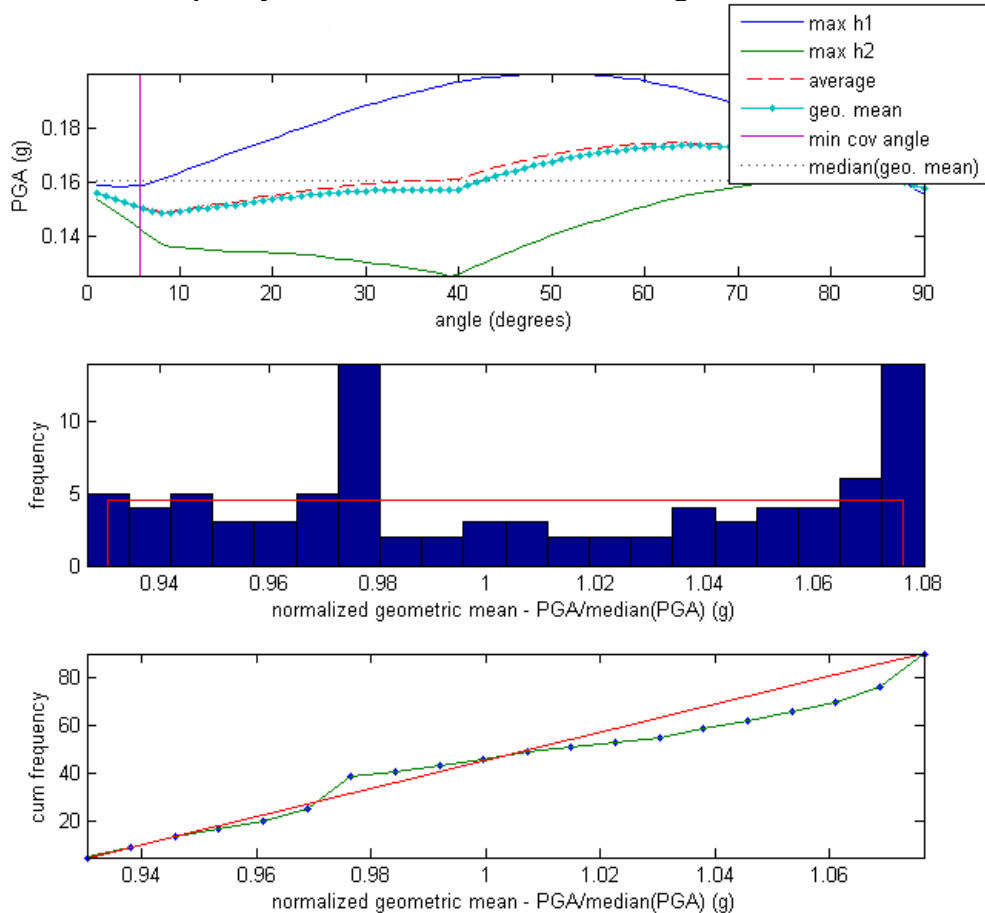 max h1
max h2
average
geo. mean
min cov angle
median(geo. mean)
PGA (g)
0.18
0.16
0.14
0 10 20 30 40 50 60 70 80 90
angle (degrees)
frequency
10
5
0
0.94 0.96 0.98 1 1.02 1.04 1.06 1.08
normalized geometric mean - PGA/median(PGA) (g)
cum frequency
80
60
40
20
0.94 0.96 0.98 1 1.02 1.04 1.06
normalized geometric mean - PGA/median(PGA) (g)